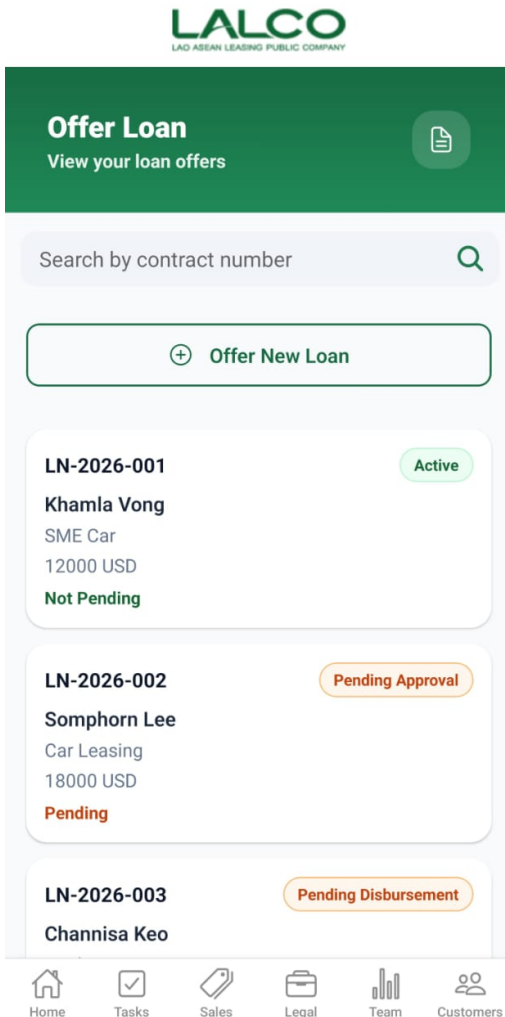 LALCO
LAO ASEAN LEASING PUBLIC COMPANY
Offer Loan
View your loan offers
Search by contract number
Offer New Loan
LN-2026-001
Active
Khamla Vong
SME Car
12000 USD
Not Pending
LN-2026-002
Pending Approval
Somphorn Lee
Car Leasing
18000 USD
Pending
LN-2026-003
Pending Disbursement
Channisa Keo
Home
Tasks
Sales
Legal
Team
Customers